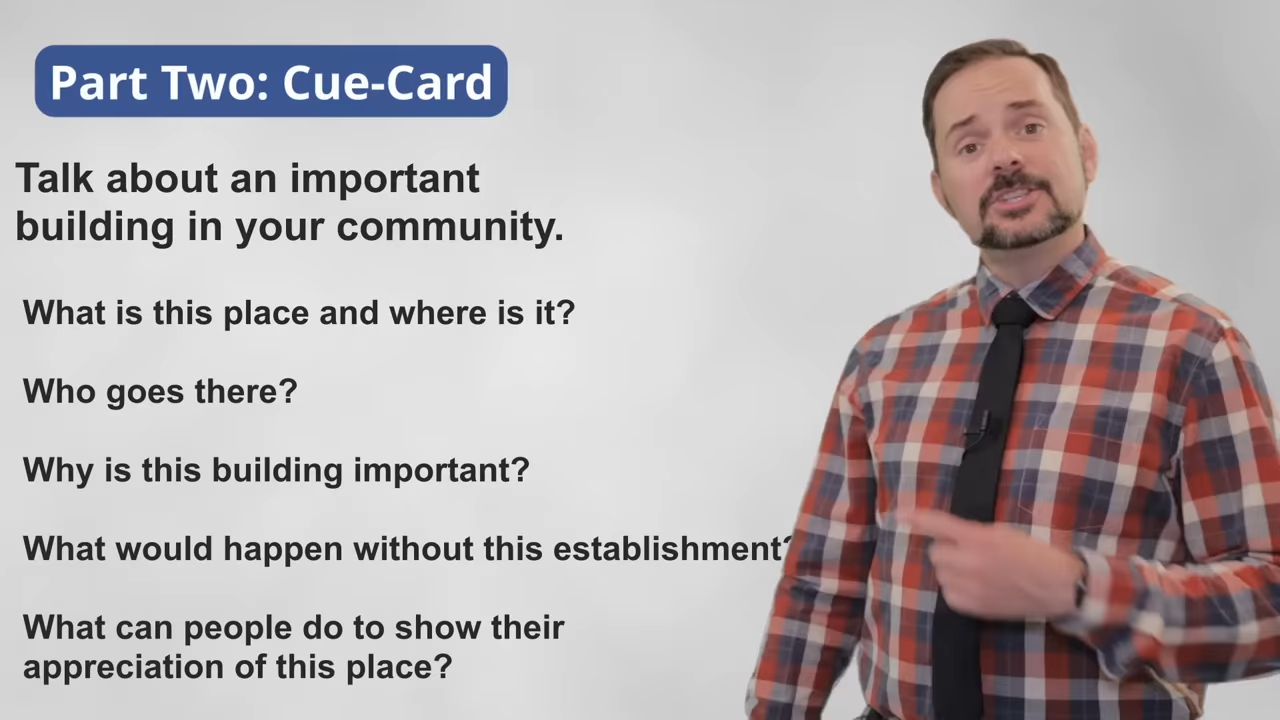 Part Two: Cue-Card
Talk about an important
building in your community.
What is this place and where is it?
Who goes there?
Why is this building important?
What would happen without this establishment?
What can people do to show their
appreciation of this place?